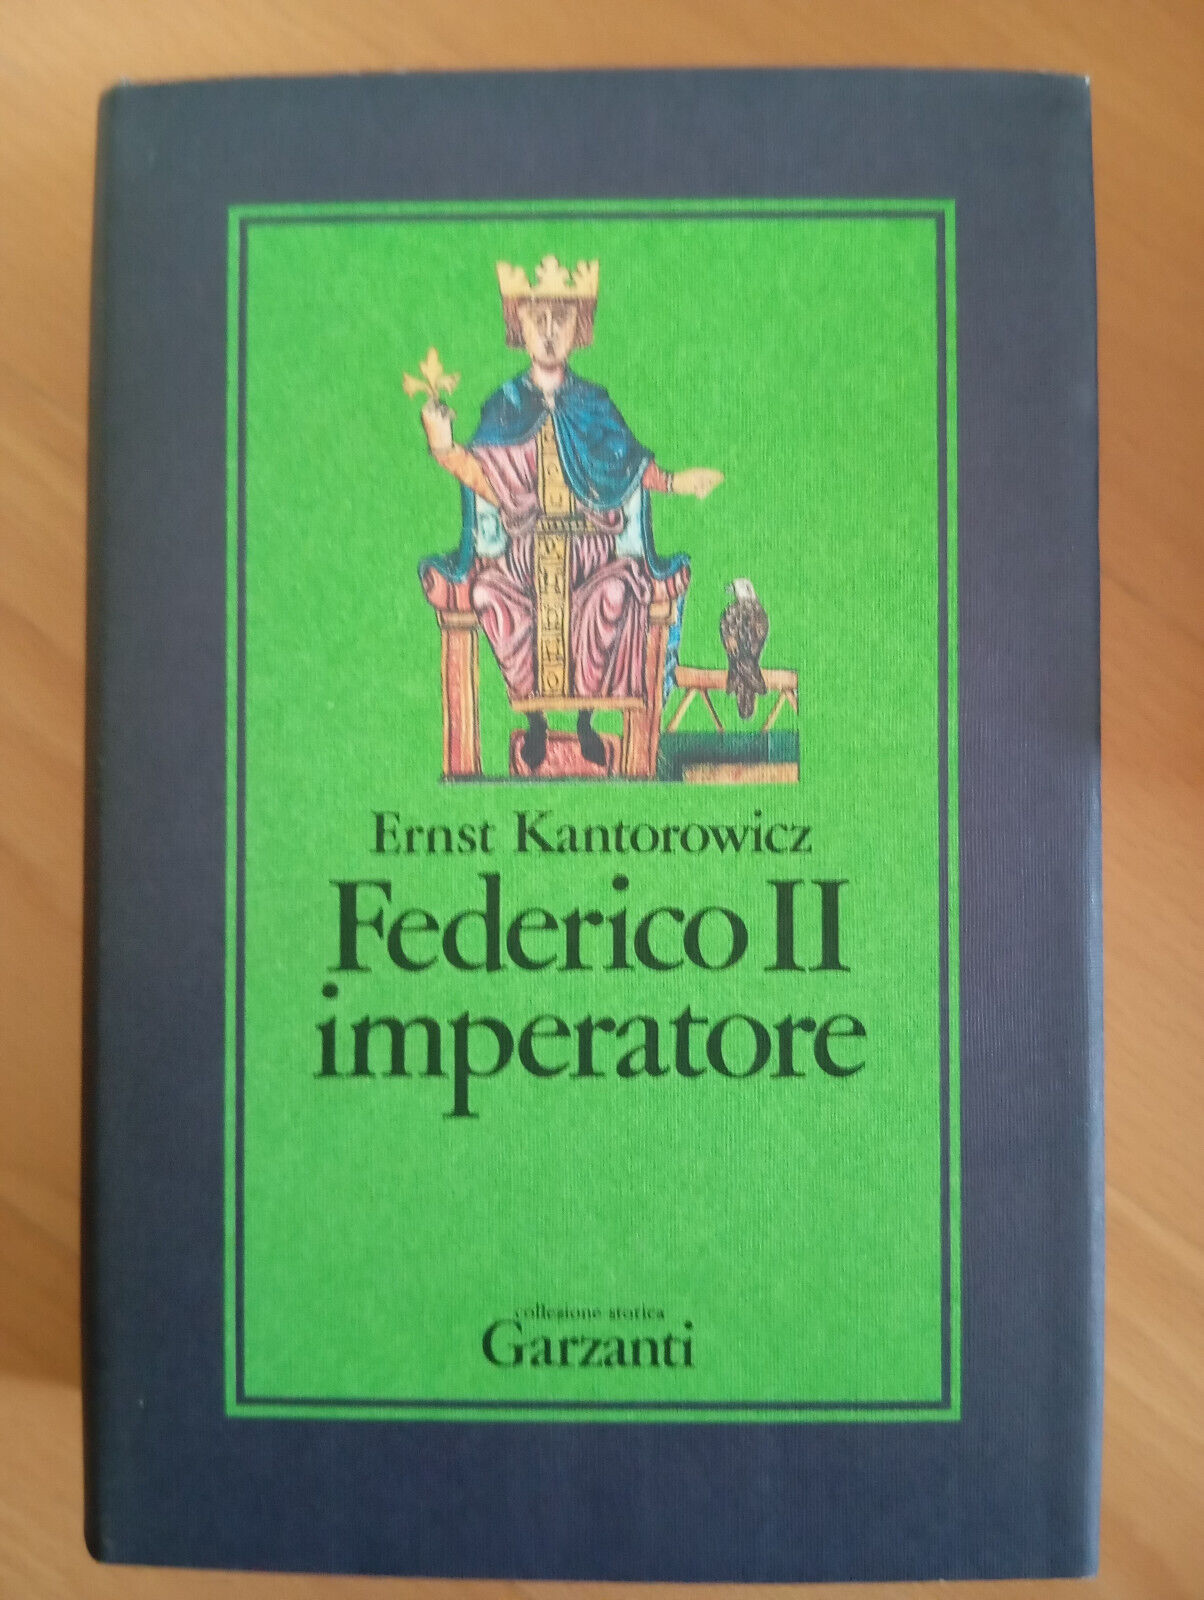 Ernst Kantorowicz
Federico II
imperatore
collezione storica
Garzanti